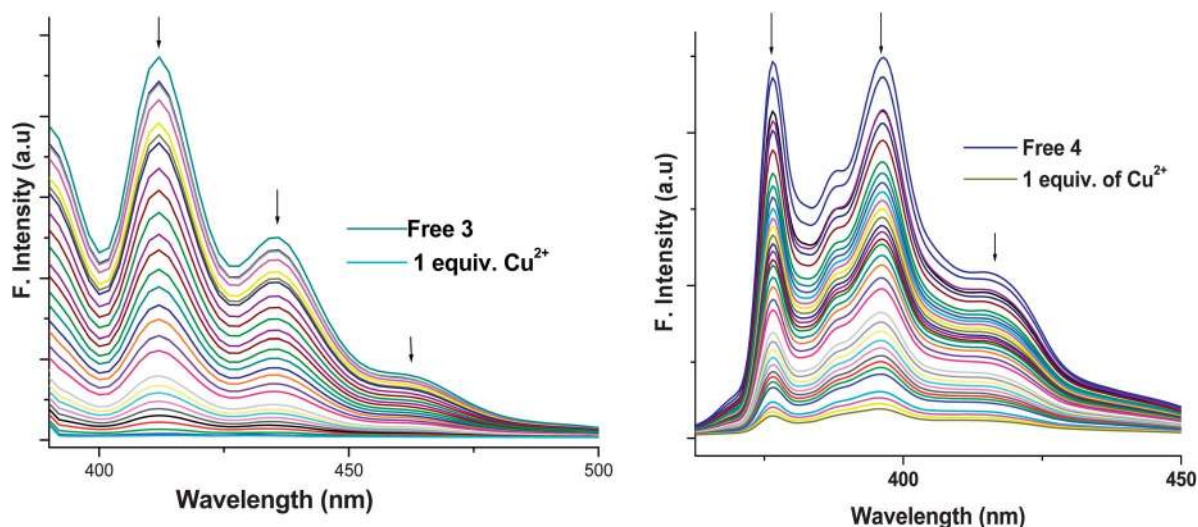 F. Intensity (a.u)
Free 3
1 equiv. Cu²⁺
400
450
500
Wavelength (nm)
F. Intensity (a.u)
Free 4
1 equiv. of Cu²⁺
400
450
Wavelength (nm)